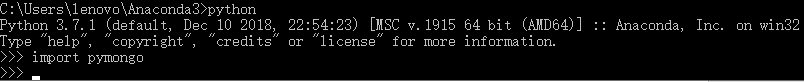 C:\Users\lenovo\Anaconda3>python
Python 3.7.1 (default, Dec 10 2018, 22:54:23) [MSC v.1915 64 bit (AMD64)] :: Anaconda, Inc. on win32
Type "help", "copyright", "credits" or "license" for more information.
>>> import pymongo
>>>